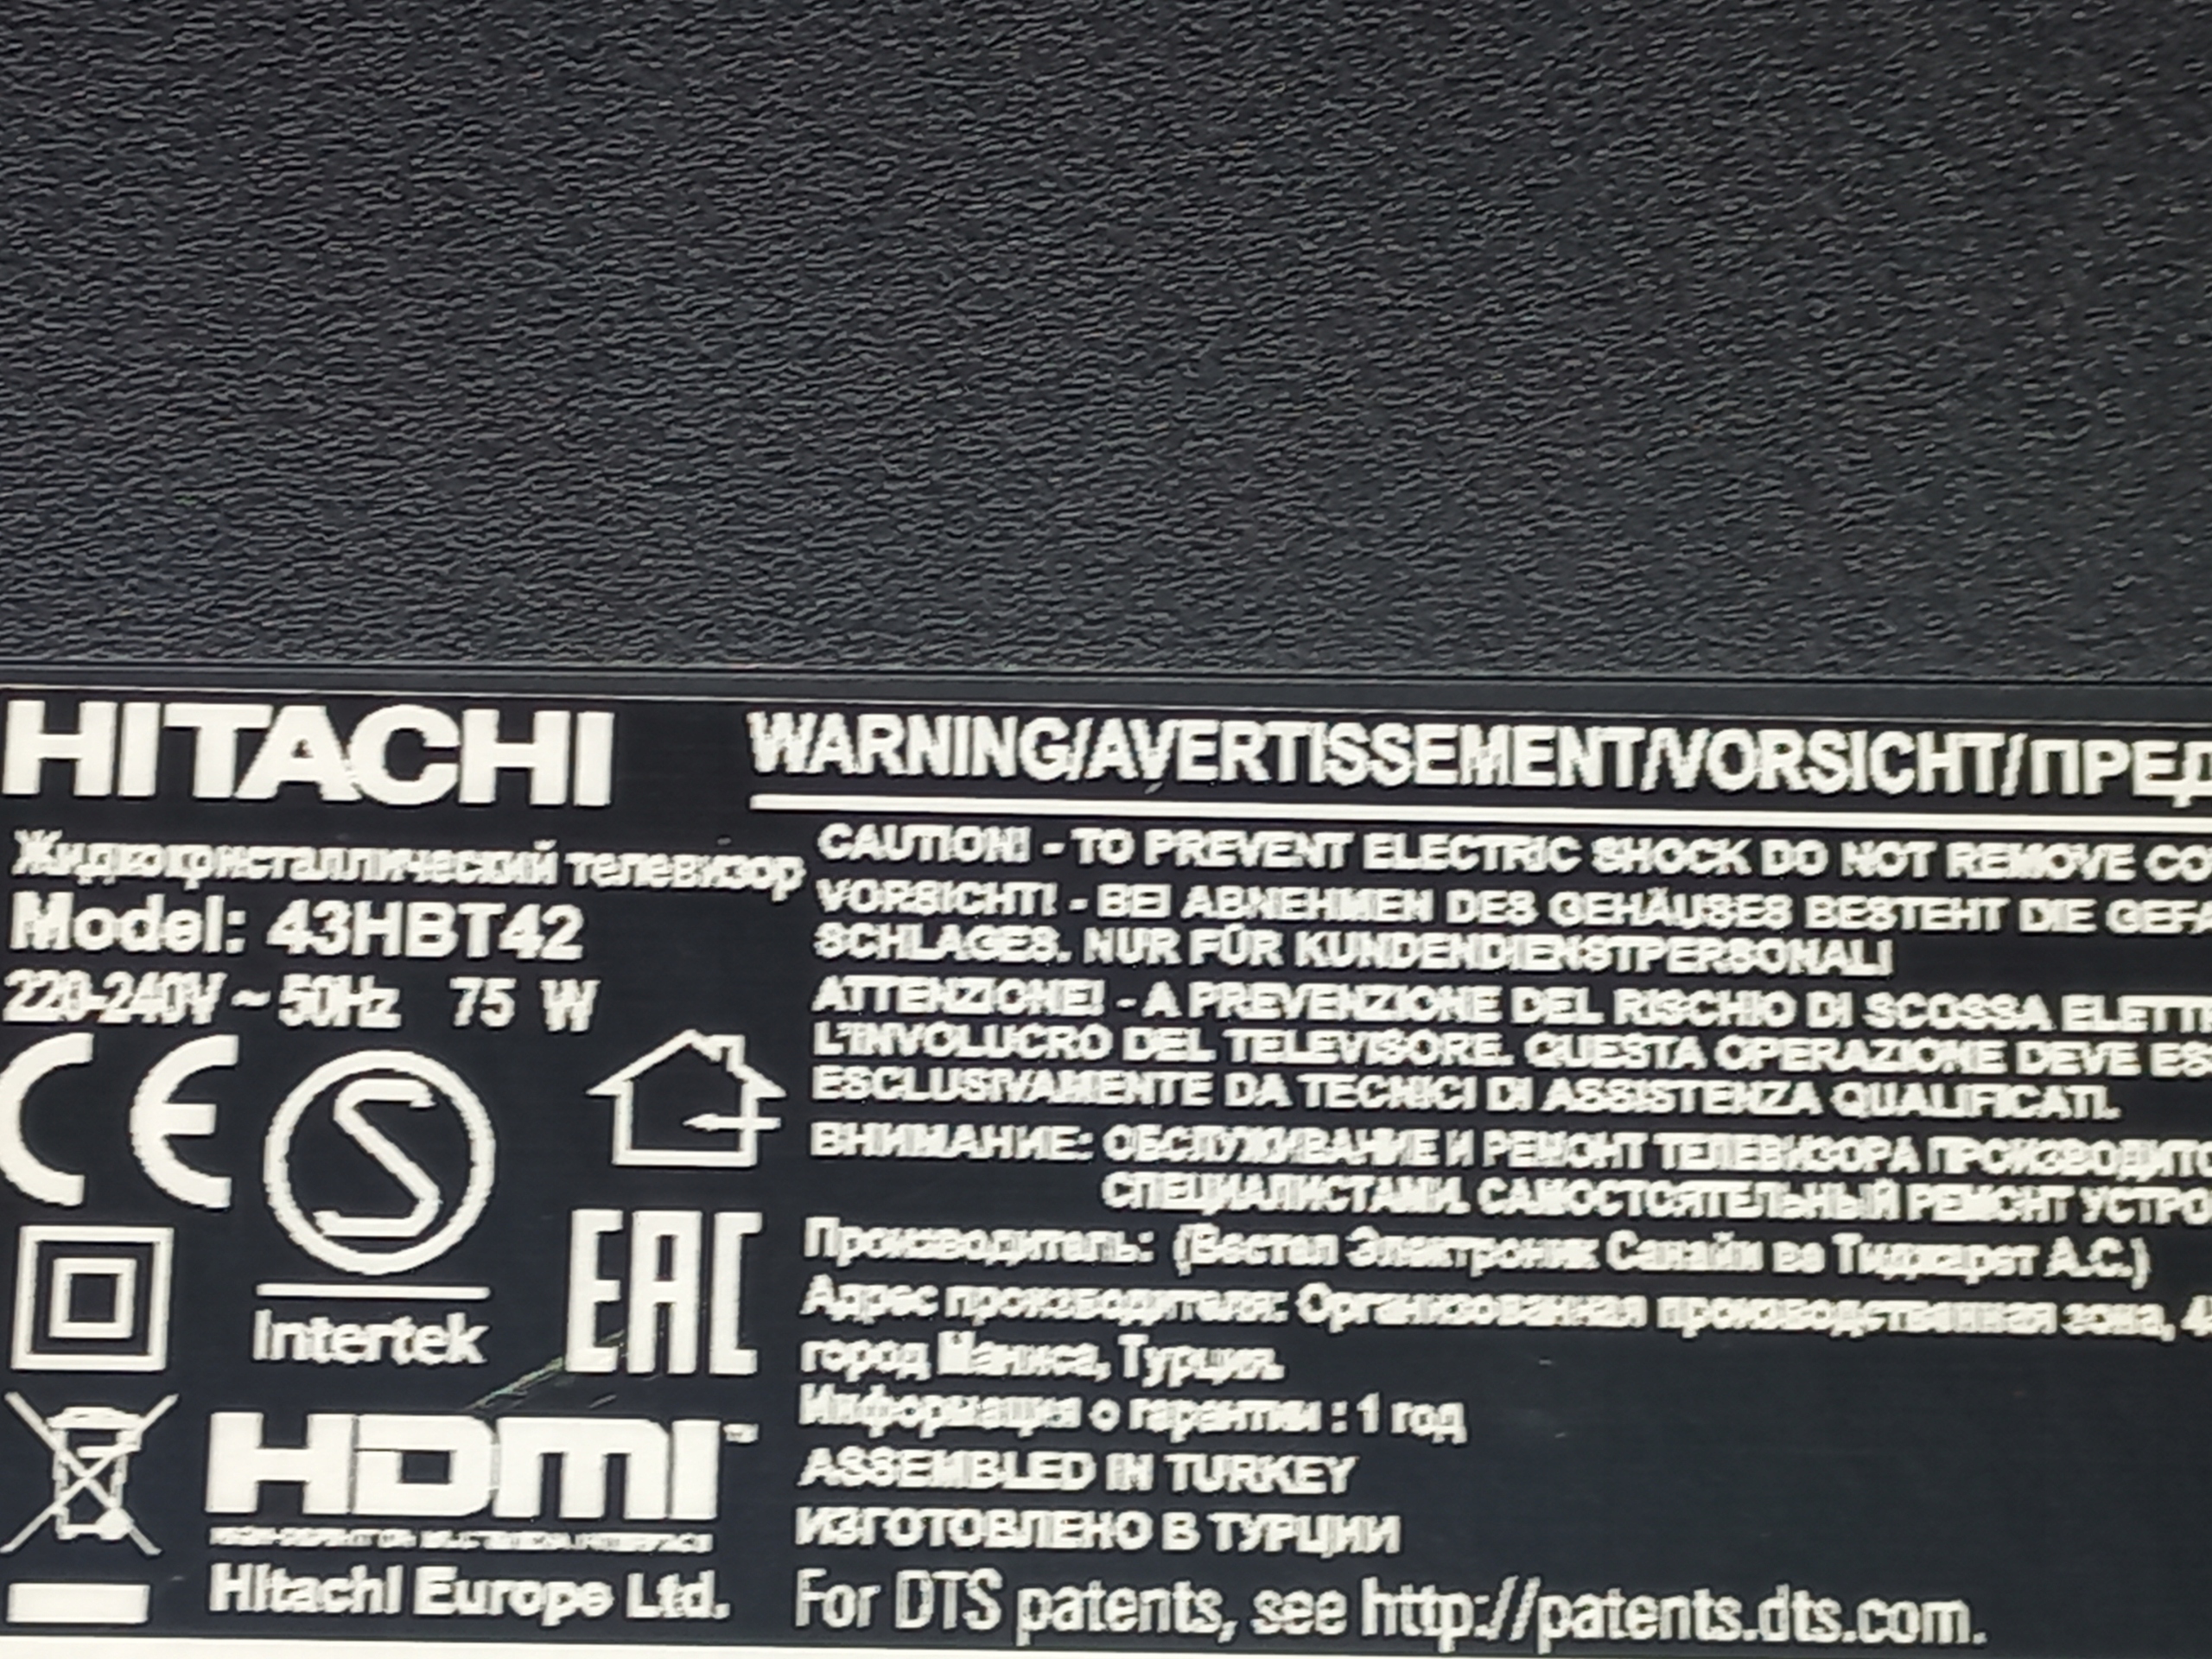 HITACHI
Жидкокристаллический телевизор
Model: 43HBT42
220-240V ~ 50Hz 75 W
CE
S
Intertek
EAC
HDMI™
HIGH-DEFINITION MULTIMEDIA INTERFACE
Hitachi Europe Ltd.
WARNING/AVERTISSEMENT/VORSICHT/ПРЕД
CAUTION! - TO PREVENT ELECTRIC SHOCK DO NOT REMOVE CO
VORSICHT! - BEI ABNEHMEN DES GEHÄUSES BESTEHT DIE GEFA
SCHLAGES. NUR FÜR KUNDENDIENSTPERSONAL!
ATTENZIONE! - A PREVENZIONE DEL RISCHIO DI SCOSSA ELETT
L'INVOLUCRO DEL TELEVISORE. QUESTA OPERAZIONE DEVE ES
ESCLUSIVAMENTE DA TECNICI DI ASSISTENZA QUALIFICATI.
ВНИМАНИЕ: ОБСЛУЖИВАНИЕ И РЕМОНТ ТЕЛЕВИЗОРА ПРОИЗВОДИТС
СПЕЦИАЛИСТАМИ. САМОСТОЯТЕЛЬНЫЙ РЕМОНТ УСТРО
Производитель: (Вестел Электроник Санайи ве Тиджарет А.С.)
Адрес производителя: Организованная производственная зона, 4
город Маниса, Турция.
Информация о гарантии : 1 год
ASSEMBLED IN TURKEY
ИЗГОТОВЛЕНО В ТУРЦИИ
For DTS patents, see http://patents.dts.com.